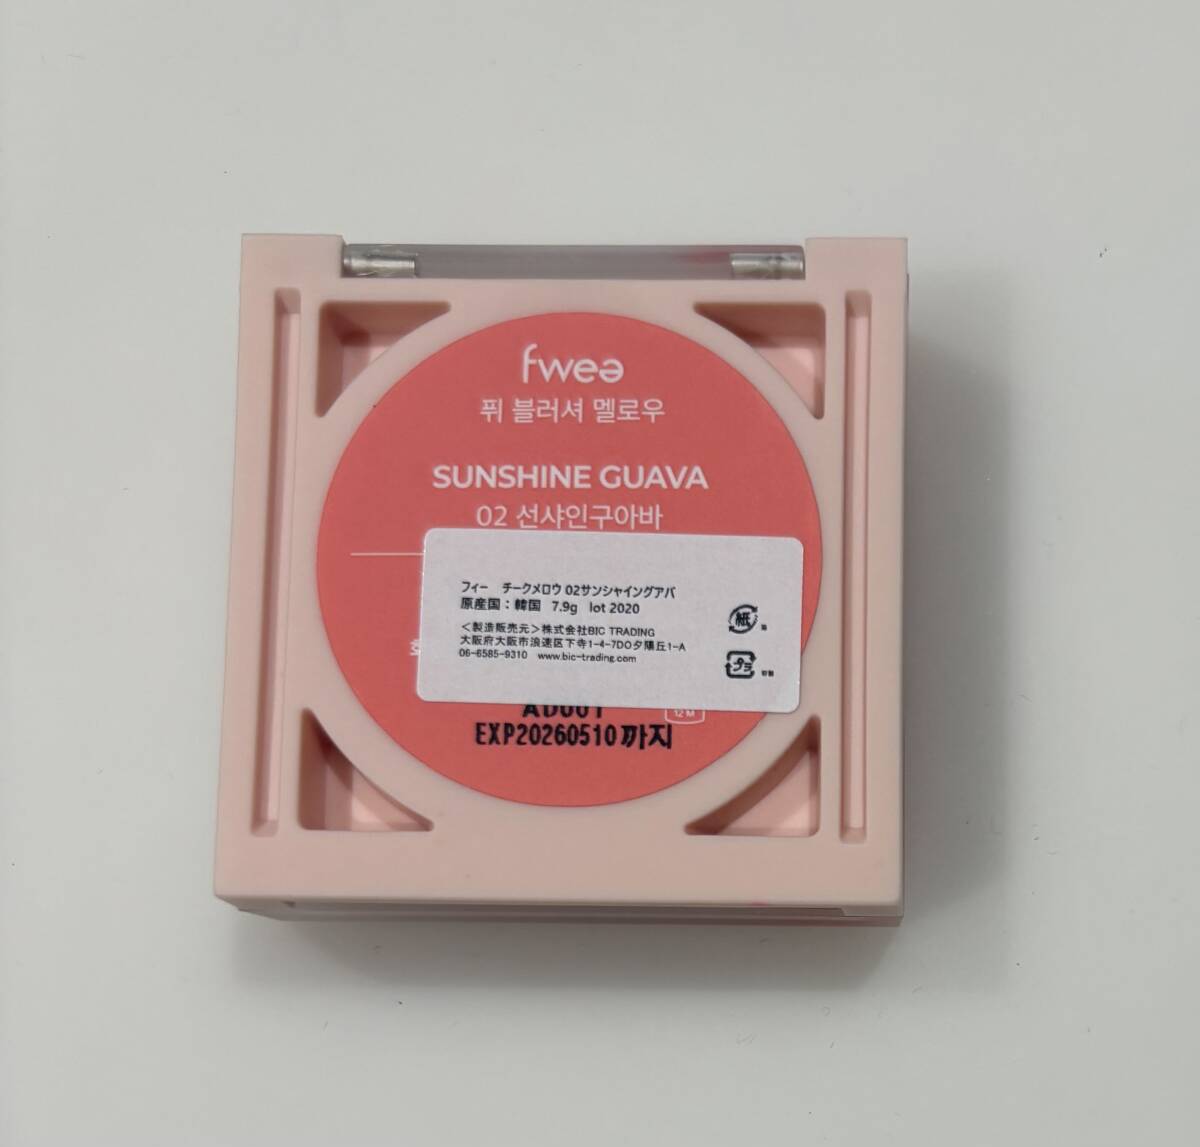 fwee
퓌 블러셔 멜로우
SUNSHINE GUAVA
02 선샤인구아바
フィー　チークメロウ 02サンシャイングアバ
原産国：韓国　7.9g　lot 2020
＜製造販売元＞株式会社BIC TRADING
大阪府大阪市浪速区下寺1-4-7DO夕陽丘1-A
06-6585-9310　www.bic-trading.com
紙
プラ
12 M
EXP20260510까지